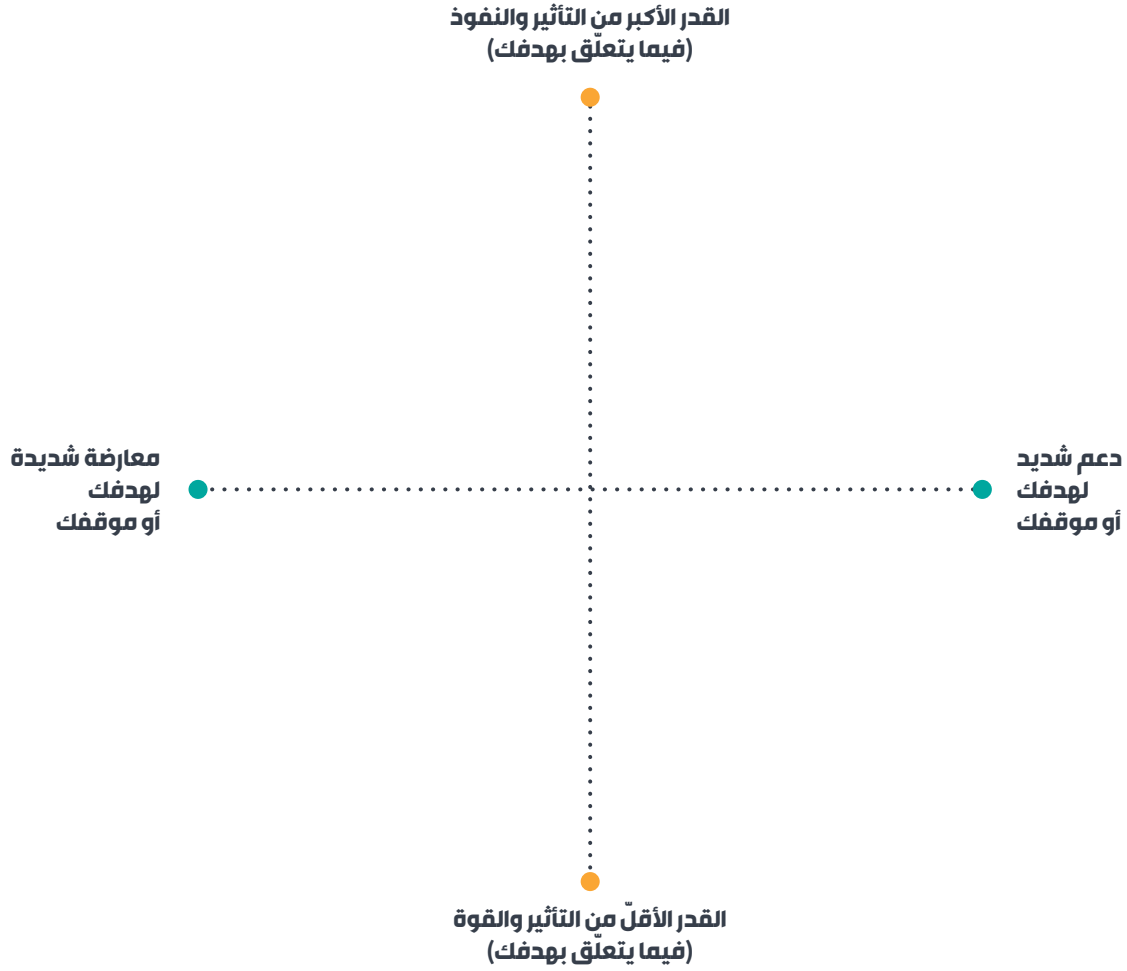 القدر الأكبر من التأثير والنفوذ
(فيما يتعلّق بهدفك)
دعم شديد
لهدفك
أو موقفك
معارضة شديدة
لهدفك
أو موقفك
القدر الأقلّ من التأثير والقوة
(فيما يتعلّق بهدفك)